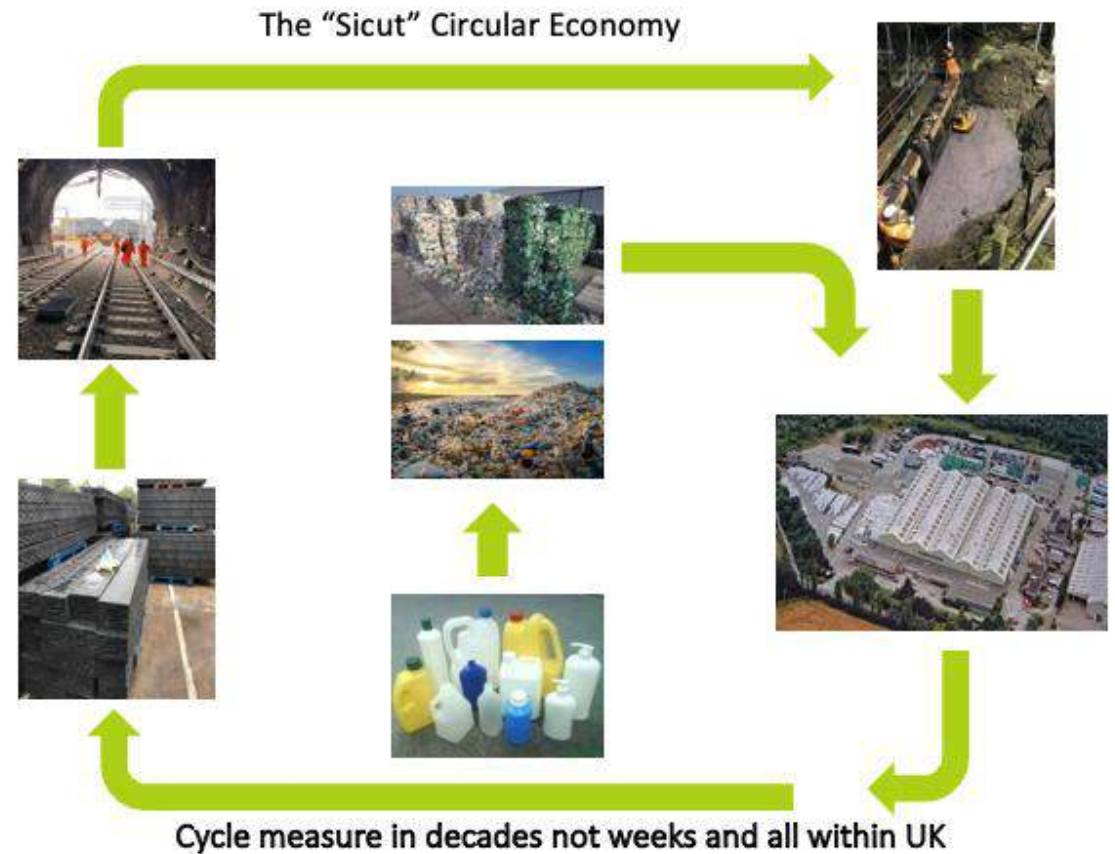 The “Sicut” Circular Economy
Cycle measure in decades not weeks and all within UK